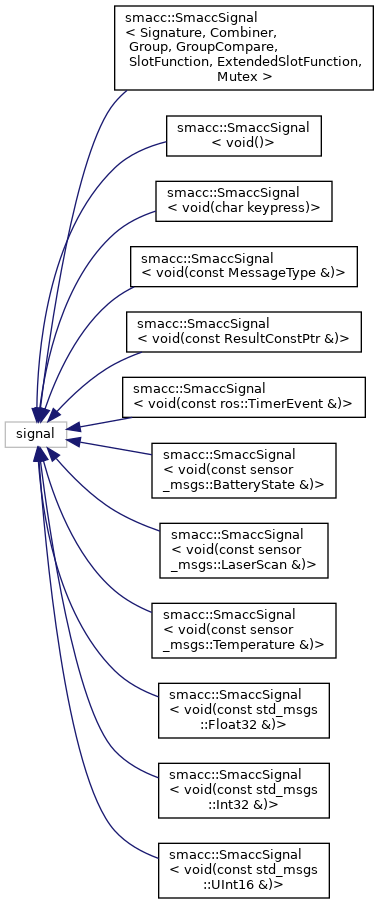 smacc::SmaccSignal
< Signature, Combiner,
Group, GroupCompare,
SlotFunction, ExtendedSlotFunction,
Mutex >
smacc::SmaccSignal
< void()>
smacc::SmaccSignal
< void(char keypress)>
smacc::SmaccSignal
< void(const MessageType &)>
smacc::SmaccSignal
< void(const ResultConstPtr &)>
smacc::SmaccSignal
< void(const ros::TimerEvent &)>
signal
smacc::SmaccSignal
< void(const sensor
_msgs::BatteryState &)>
smacc::SmaccSignal
< void(const sensor
_msgs::LaserScan &)>
smacc::SmaccSignal
< void(const sensor
_msgs::Temperature &)>
smacc::SmaccSignal
< void(const std_msgs
::Float32 &)>
smacc::SmaccSignal
< void(const std_msgs
::Int32 &)>
smacc::SmaccSignal
< void(const std_msgs
::UInt16 &)>